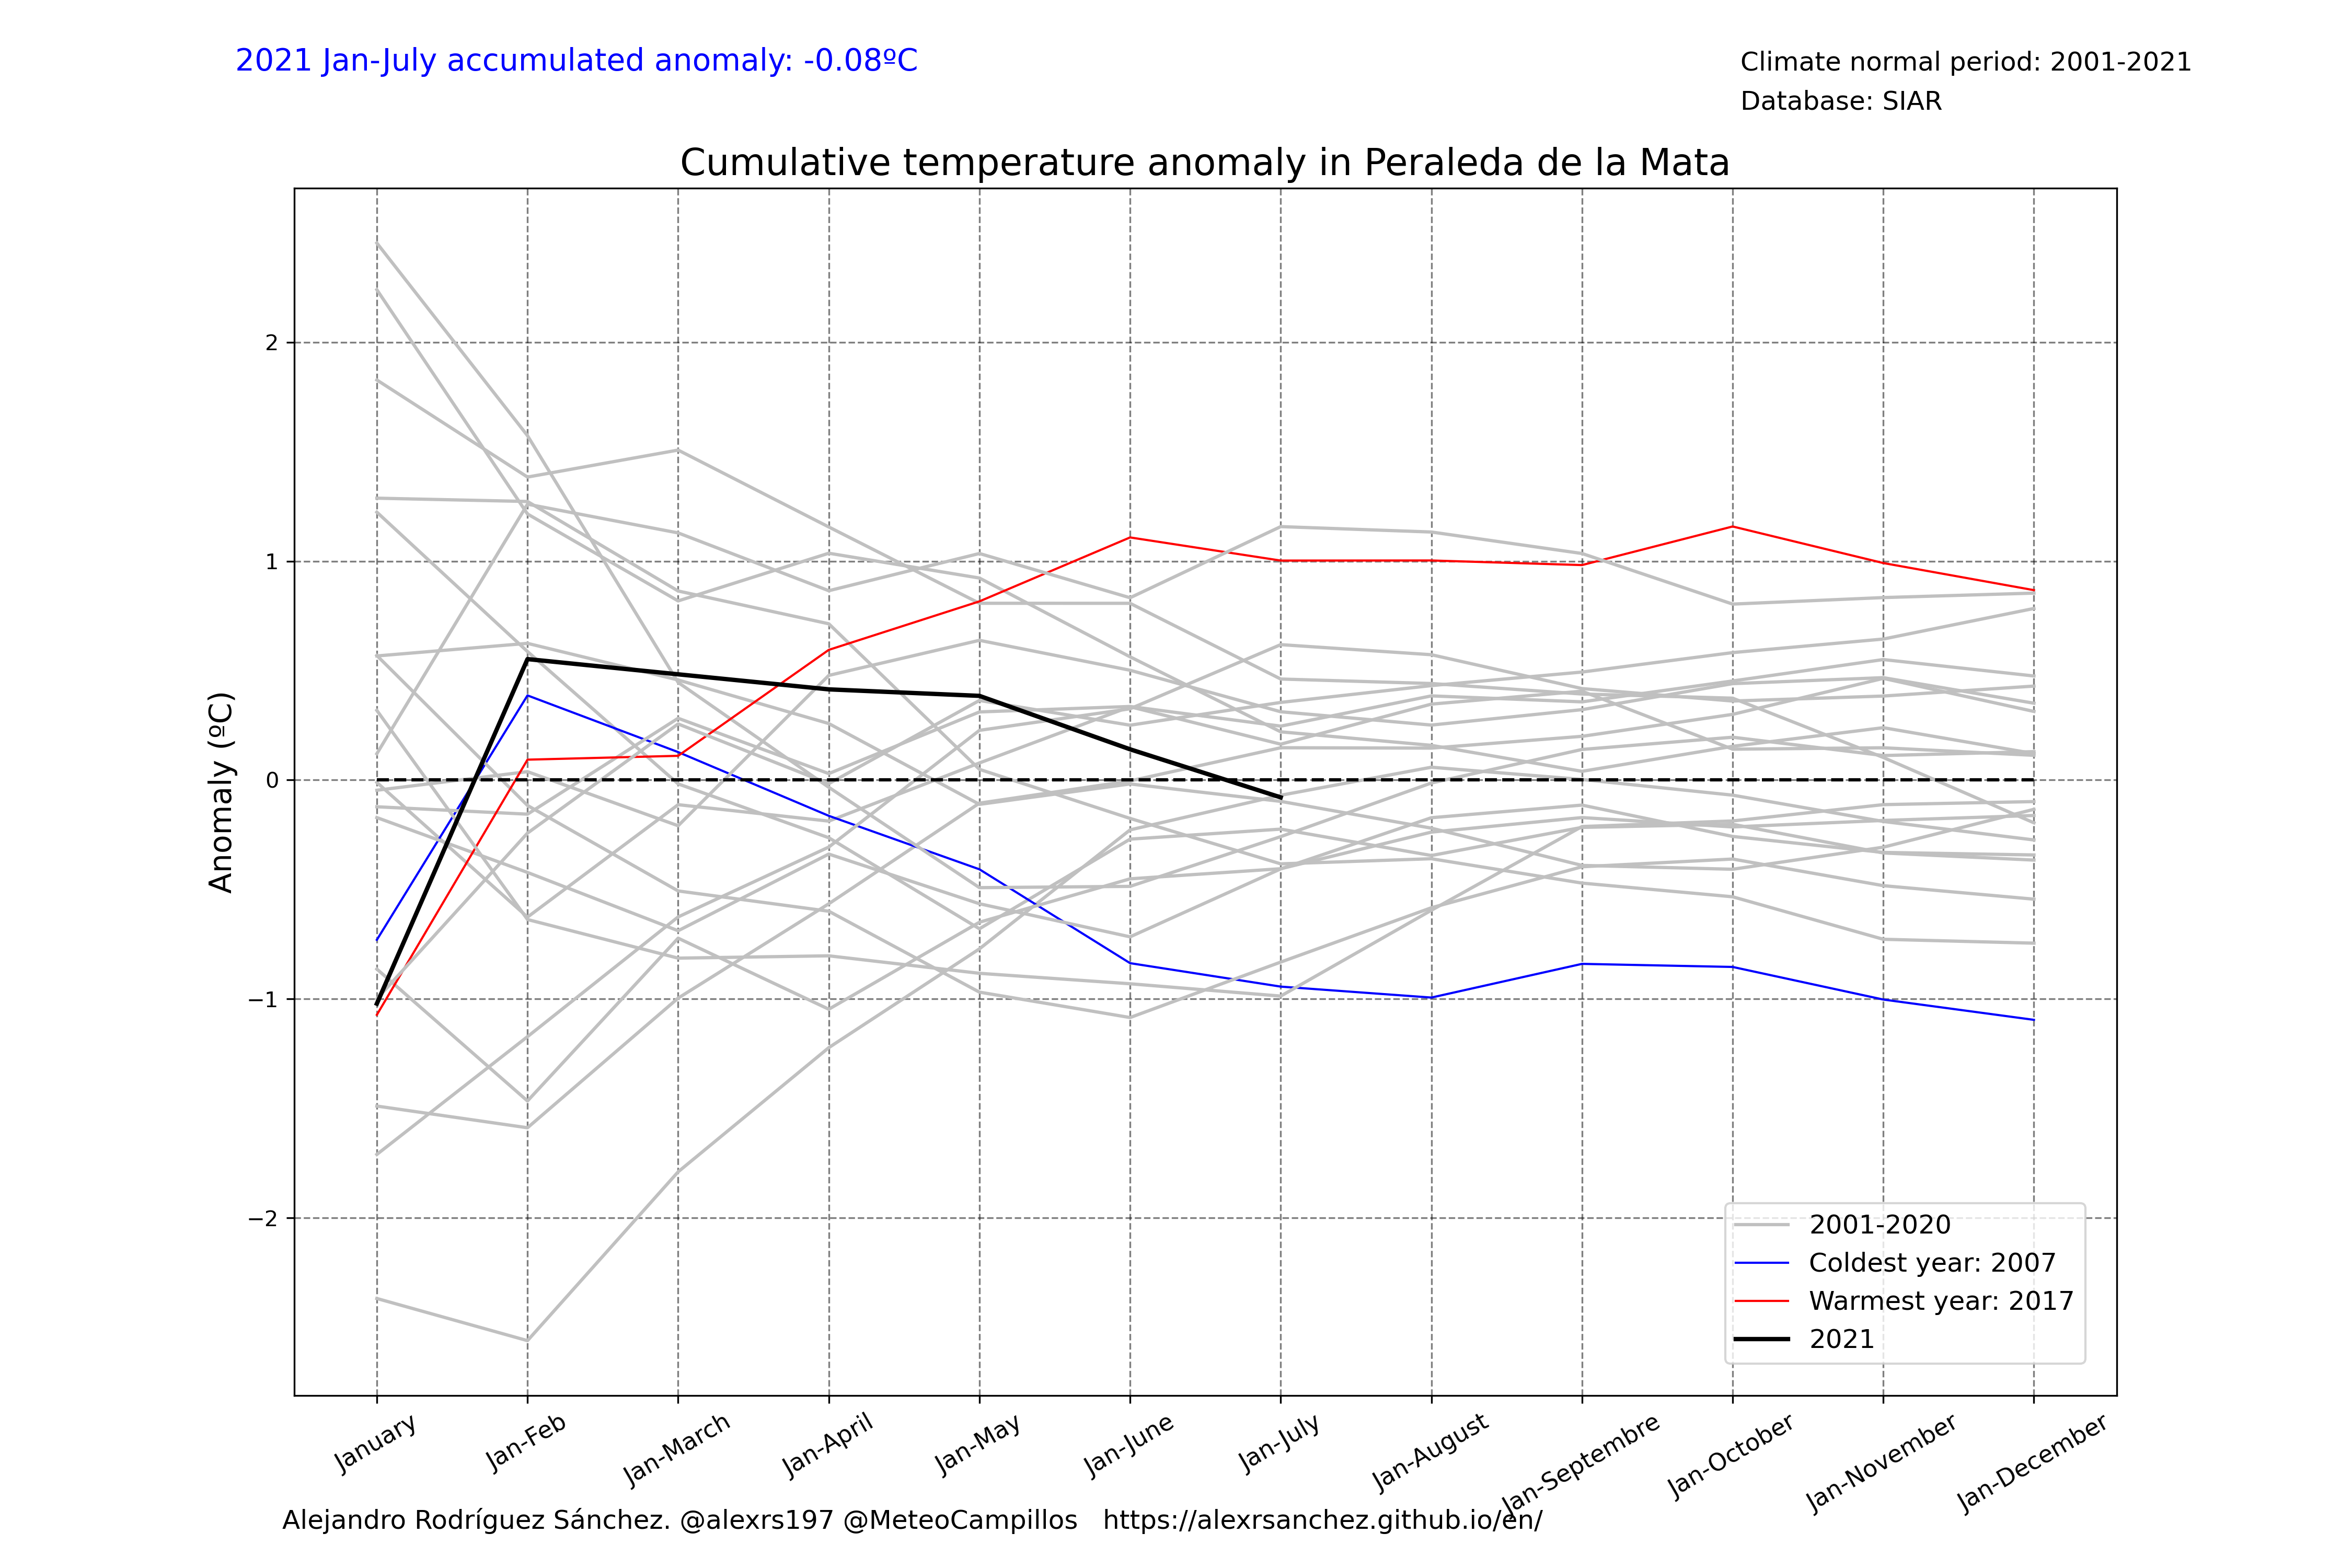 2021 Jan-July accumulated anomaly: -0.08ºC
Climate normal period: 2001-2021
Database: SIAR
Cumulative temperature anomaly in Peraleda de la Mata
Anomaly (ºC)
2
1
0
−1
−2
2001-2020
Coldest year: 2007
Warmest year: 2017
2021
January
Jan-Feb
Jan-March
Jan-April
Jan-May
Jan-June
Jan-July
Jan-August
Jan-Septembre
Jan-October
Jan-November
Jan-December
Alejandro Rodríguez Sánchez. @alexrs197 @MeteoCampillos https://alexrsanchez.github.io/en/